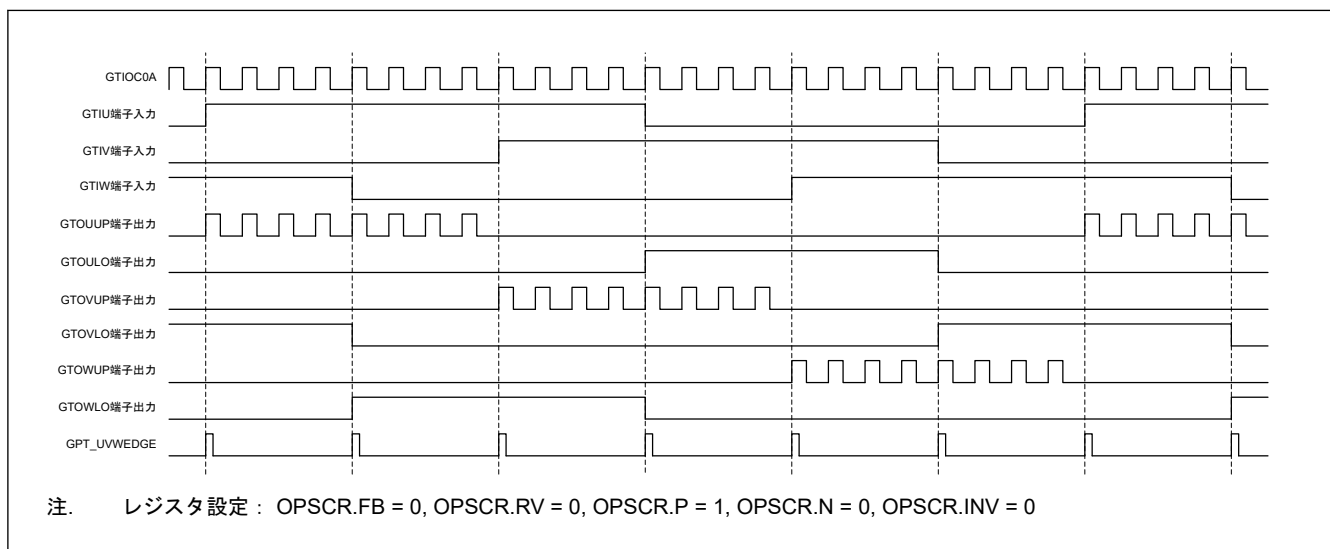 GTIOC0A
GTIU端子入力
GTIV端子入力
GTIW端子入力
GTOUUP端子出力
GTOULO端子出力
GTOVUP端子出力
GTOVLO端子出力
GTOWUP端子出力
GTOWLO端子出力
GPT_UVWEDGE
注. レジスタ設定 : OPSCR.FB = 0, OPSCR.RV = 0, OPSCR.P = 1, OPSCR.N = 0, OPSCR.INV = 0